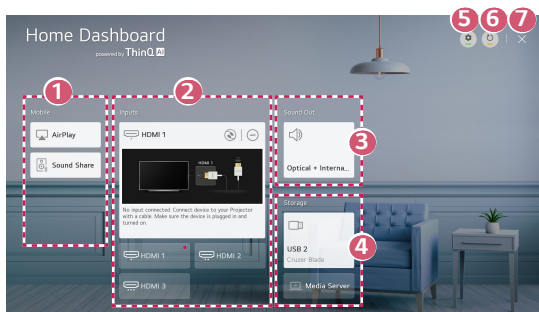 Home Dashboard
powered by ThinQ AI
5
6
7
1
2
3
4
Mobile
AirPlay
Sound Share
Inputs
HDMI 1
HDMI 1
No input connected. Connect device to your Projector
with a cable. Make sure the device is plugged in and
turned on.
HDMI 1
HDMI 2
HDMI 3
Sound Out
Optical + Interna...
Storage
USB 2
Cruzer Blade
Media Server